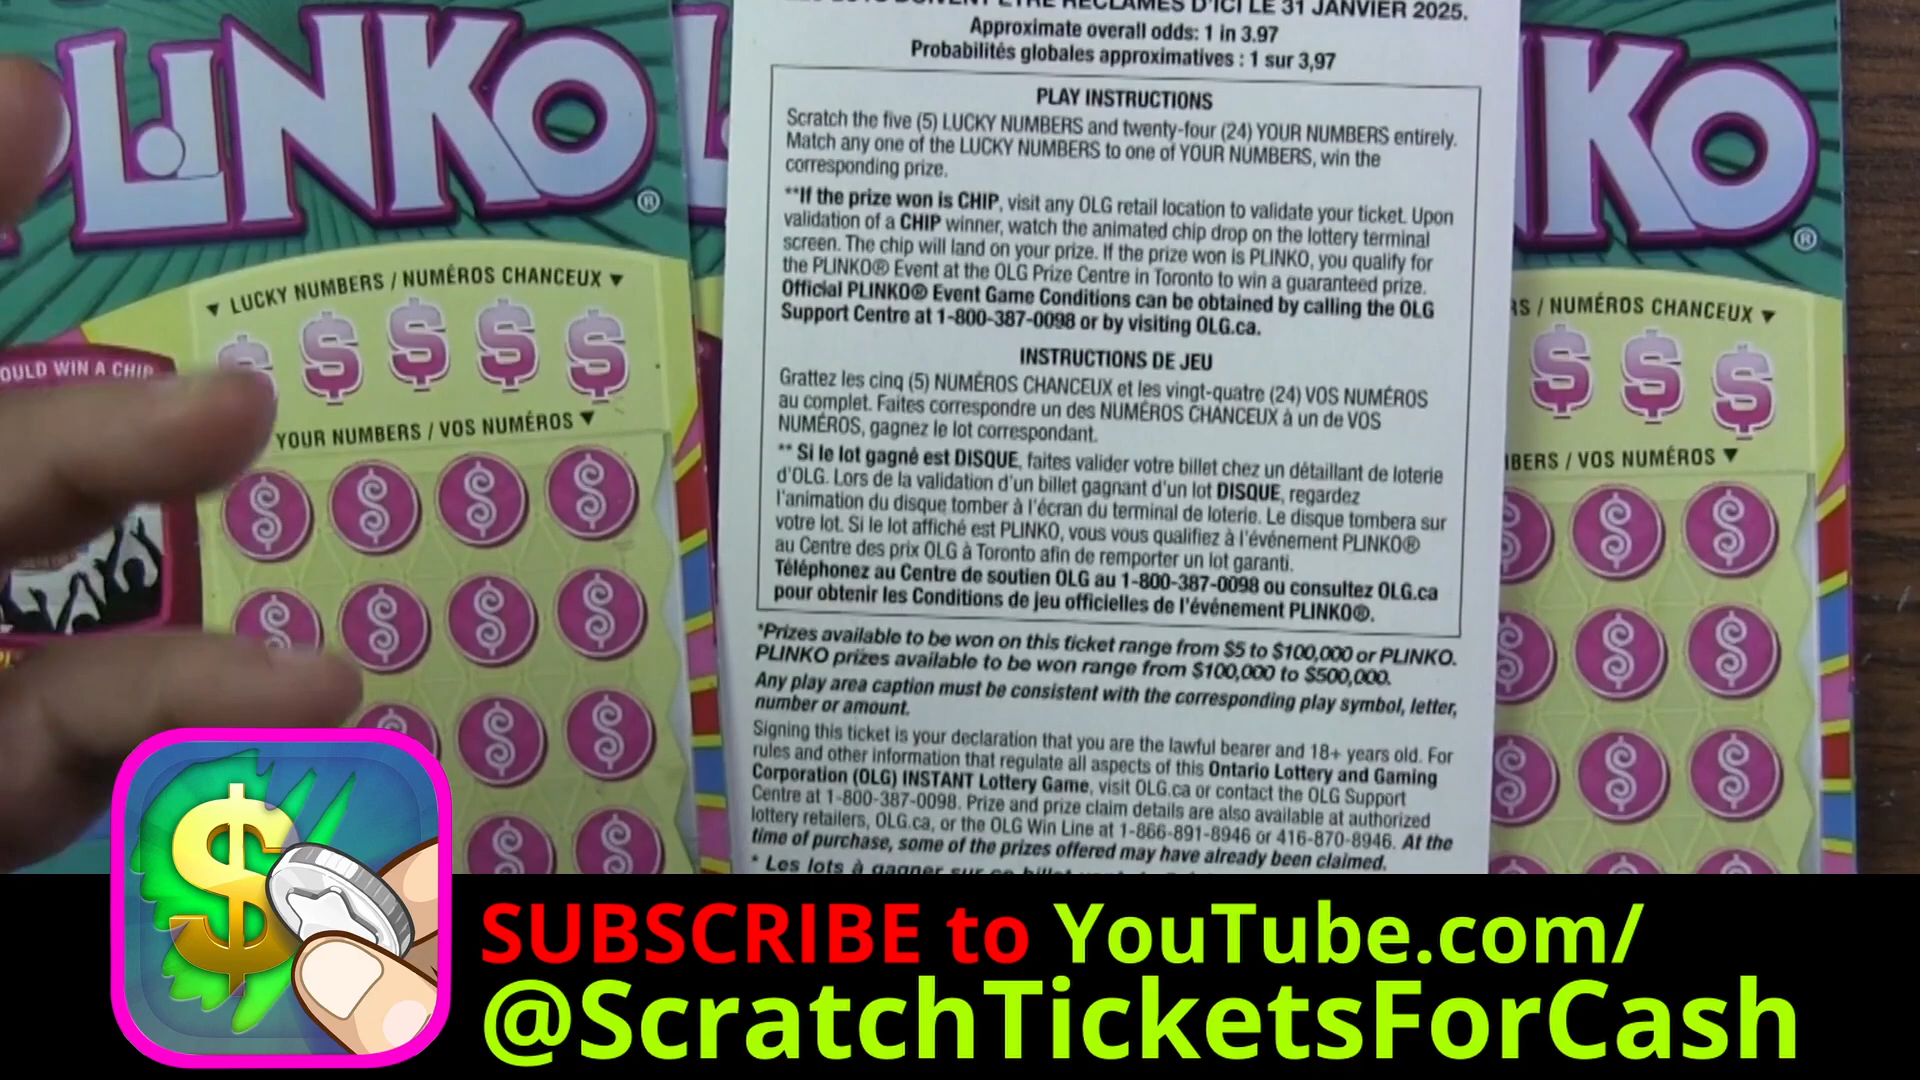 PLINKO®
▼ LUCKY NUMBERS / NUMÉROS CHANCEUX ▼
OULD WIN A CHIP
YOUR NUMBERS / VOS NUMÉROS ▼
LES LOTS DOIVENT ÊTRE RÉCLAMÉS D'ICI LE 31 JANVIER 2025.
Approximate overall odds: 1 in 3.97
Probabilités globales approximatives : 1 sur 3,97
PLAY INSTRUCTIONS
Scratch the five (5) LUCKY NUMBERS and twenty-four (24) YOUR NUMBERS entirely.
Match any one of the LUCKY NUMBERS to one of YOUR NUMBERS, win the
corresponding prize.
**If the prize won is CHIP, visit any OLG retail location to validate your ticket. Upon
validation of a CHIP winner, watch the animated chip drop on the lottery terminal
screen. The chip will land on your prize. If the prize won is PLINKO, you qualify for
the PLINKO® Event at the OLG Prize Centre in Toronto to win a guaranteed prize.
Official PLINKO® Event Game Conditions can be obtained by calling the OLG
Support Centre at 1-800-387-0098 or by visiting OLG.ca.
INSTRUCTIONS DE JEU
Grattez les cinq (5) NUMÉROS CHANCEUX et les vingt-quatre (24) VOS NUMÉROS
au complet. Faites correspondre un des NUMÉROS CHANCEUX à un de VOS
NUMÉROS, gagnez le lot correspondant.
** Si le lot gagné est DISQUE, faites valider votre billet chez un détaillant de loterie
d'OLG. Lors de la validation d'un billet gagnant d'un lot DISQUE, regardez
l'animation du disque tomber à l'écran du terminal de loterie. Le disque tombera sur
votre lot. Si le lot affiché est PLINKO, vous vous qualifiez à l'événement PLINKO®
au Centre des prix OLG à Toronto afin de remporter un lot garanti.
Téléphonez au Centre de soutien OLG au 1-800-387-0098 ou consultez OLG.ca
pour obtenir les Conditions de jeu officielles de l'événement PLINKO®.
*Prizes available to be won on this ticket range from $5 to $100,000 or PLINKO.
PLINKO prizes available to be won range from $100,000 to $500,000.
Any play area caption must be consistent with the corresponding play symbol, letter,
number or amount.
Signing this ticket is your declaration that you are the lawful bearer and 18+ years old. For
rules and other information that regulate all aspects of this Ontario Lottery and Gaming
Corporation (OLG) INSTANT Lottery Game, visit OLG.ca or contact the OLG Support
Centre at 1-800-387-0098. Prize and prize claim details are also available at authorized
lottery retailers, OLG.ca, or the OLG Win Line at 1-866-891-8946 or 416-870-8946. At the
time of purchase, some of the prizes offered may have already been claimed.
* Les lots à gagner sur ce billet
NKO®
RS / NUMÉROS CHANCEUX ▼
BERS / VOS NUMÉROS ▼
SUBSCRIBE to YouTube.com/
@ScratchTicketsForCash